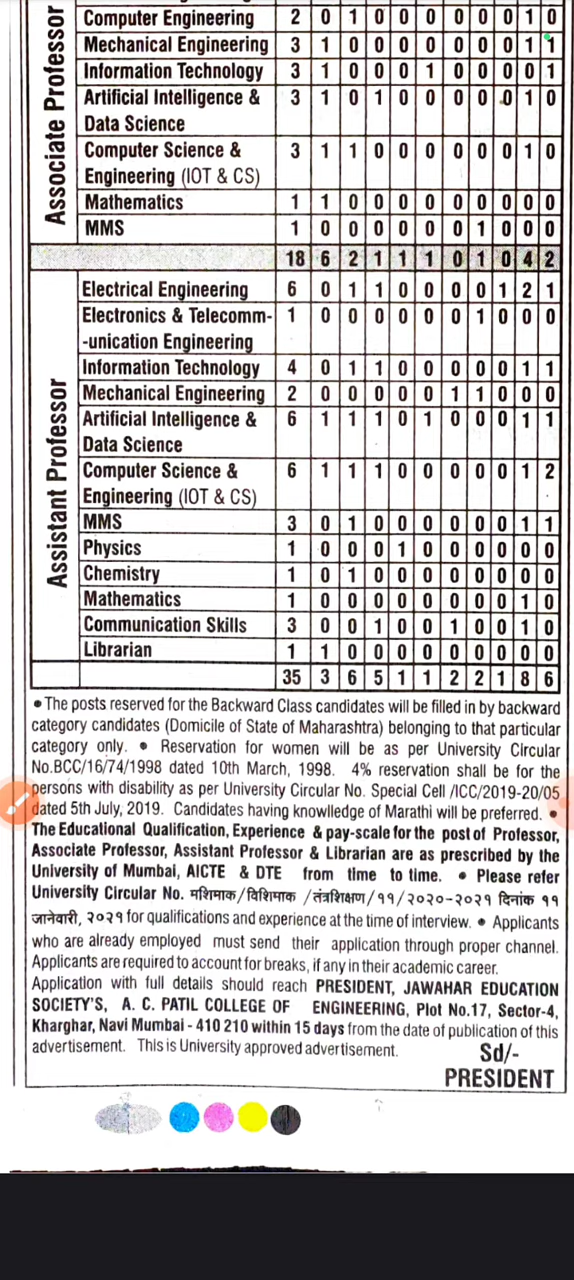 Associate Professor
Computer Engineering 2 0 1 0 0 0 0 0 0 1 0
Mechanical Engineering 3 1 0 0 0 0 0 0 0 1 1
Information Technology 3 1 0 0 0 1 0 0 0 0 1
Artificial Intelligence & 3 1 0 1 0 0 0 0 0 1 0
Data Science
Computer Science & 3 1 1 0 0 0 0 0 0 1 0
Engineering (IOT & CS)
Mathematics 1 1 0 0 0 0 0 0 0 0 0
MMS 1 0 0 0 0 0 0 1 0 0 0
18 6 2 1 1 1 0 1 0 4 2
Assistant Professor
Electrical Engineering 6 0 1 1 0 0 0 0 1 2 1
Electronics & Telecomm- 1 0 0 0 0 0 0 1 0 0 0
-unication Engineering
Information Technology 4 0 1 1 0 0 0 0 0 1 1
Mechanical Engineering 2 0 0 0 0 0 1 1 0 0 0
Artificial Intelligence & 6 1 1 1 0 1 0 0 0 1 1
Data Science
Computer Science & 6 1 1 1 0 0 0 0 0 1 2
Engineering (IOT & CS)
MMS 3 0 1 0 0 0 0 0 0 1 1
Physics 1 0 0 0 1 0 0 0 0 0 0
Chemistry 1 0 1 0 0 0 0 0 0 0 0
Mathematics 1 0 0 0 0 0 0 0 0 1 0
Communication Skills 3 0 0 1 0 0 1 0 0 1 0
Librarian 1 1 0 0 0 0 0 0 0 0 0
35 3 6 5 1 1 2 2 1 8 6
• The posts reserved for the Backward Class candidates will be filled in by backward
category candidates (Domicile of State of Maharashtra) belonging to that particular
category only. • Reservation for women will be as per University Circular
No.BCC/16/74/1998 dated 10th March, 1998. 4% reservation shall be for the
persons with disability as per University Circular No. Special Cell /ICC/2019-20/05
dated 5th July, 2019. Candidates having knowlledge of Marathi will be preferred. •
The Educational Qualification, Experience & pay-scale for the post of Professor,
Associate Professor, Assistant Professor & Librarian are as prescribed by the
University of Mumbai, AICTE & DTE from time to time. • Please refer
University Circular No. मशिमाक/विशिमाक /तंत्रशिक्षण/११/२०२०-२०२१ दिनांक ११
जानेवारी, २०२१ for qualifications and experience at the time of interview. • Applicants
who are already employed must send their application through proper channel.
Applicants are required to account for breaks, if any in their academic career.
Application with full details should reach PRESIDENT, JAWAHAR EDUCATION
SOCIETY'S, A. C. PATIL COLLEGE OF ENGINEERING, Plot No.17, Sector-4,
Kharghar, Navi Mumbai - 410 210 within 15 days from the date of publication of this
advertisement. This is University approved advertisement.
Sd/-
PRESIDENT